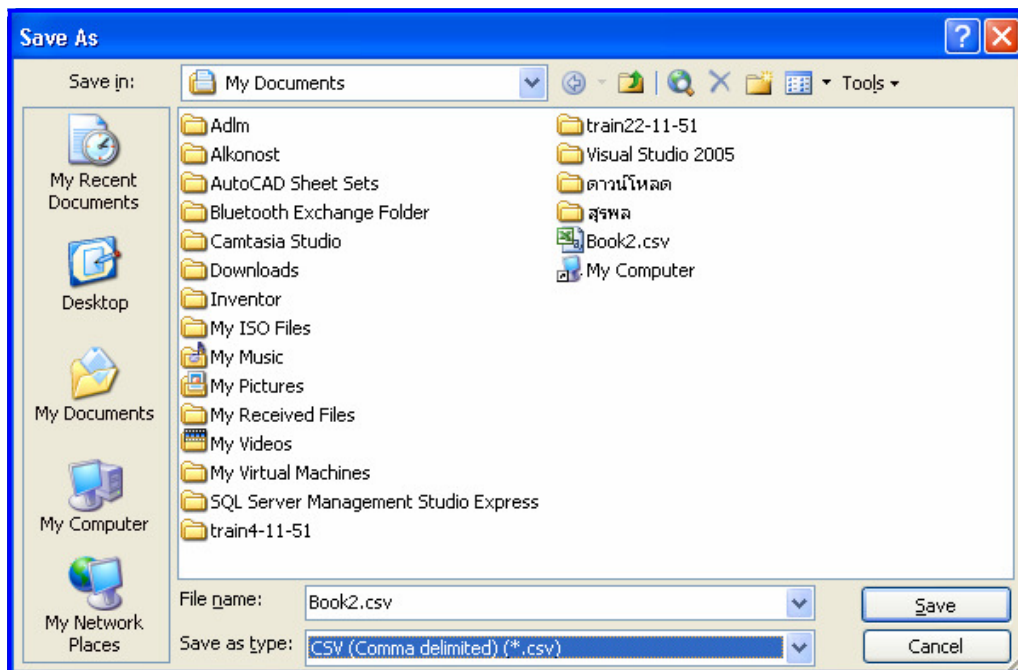 Save As
Save in:
My Documents
Tools
My Recent
Documents
Desktop
My Documents
My Computer
My Network
Places
Adlm
Alkonost
AutoCAD Sheet Sets
Bluetooth Exchange Folder
Camtasia Studio
Downloads
Inventor
My ISO Files
My Music
My Pictures
My Received Files
My Videos
My Virtual Machines
SQL Server Management Studio Express
train4-11-51
train22-11-51
Visual Studio 2005
ดาวน์โหลด
สุรพล
Book2.csv
My Computer
File name:
Book2.csv
Save
Save as type:
CSV (Comma delimited) (*.csv)
Cancel